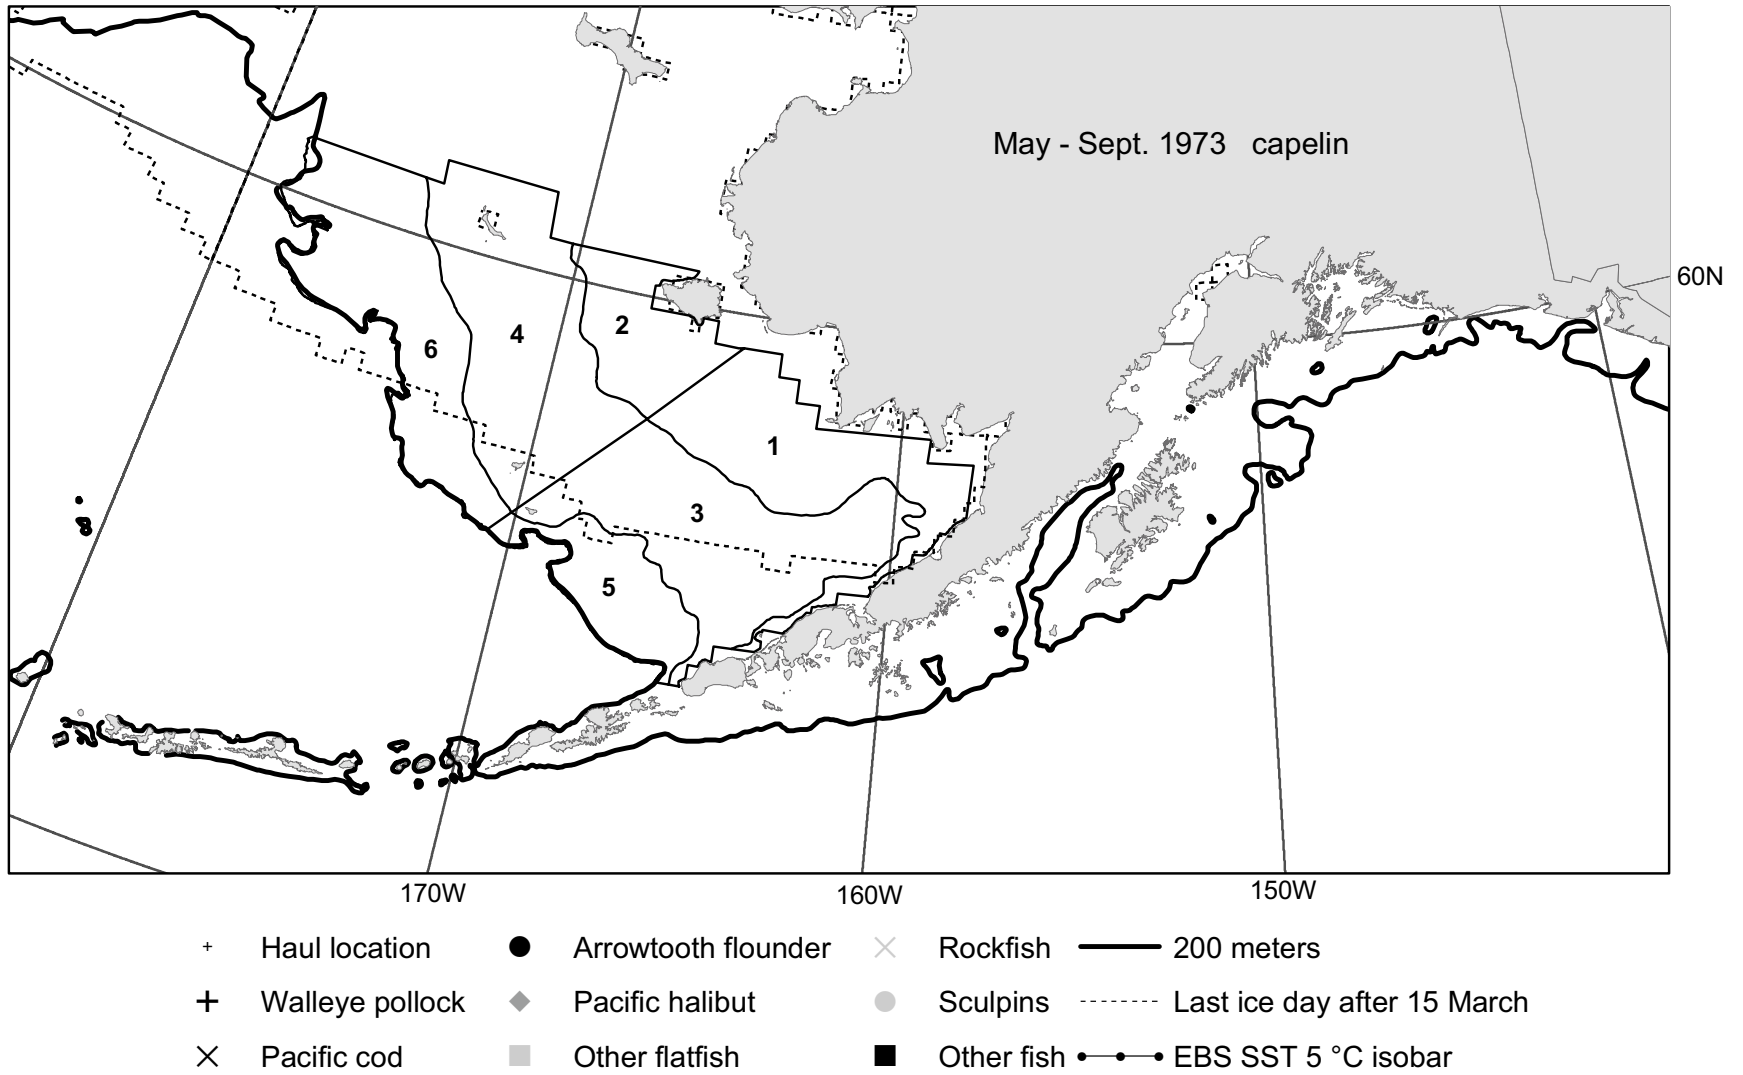 May - Sept. 1973 capelin
60N
2
4
6
1
3
5
170W 160W 150W
Haul location Arrowtooth flounder Rockfish 200 meters
Walleye pollock Pacific halibut Sculpins Last ice day after 15 March
Pacific cod Other flatfish Other fish EBS SST 5 °C isobar